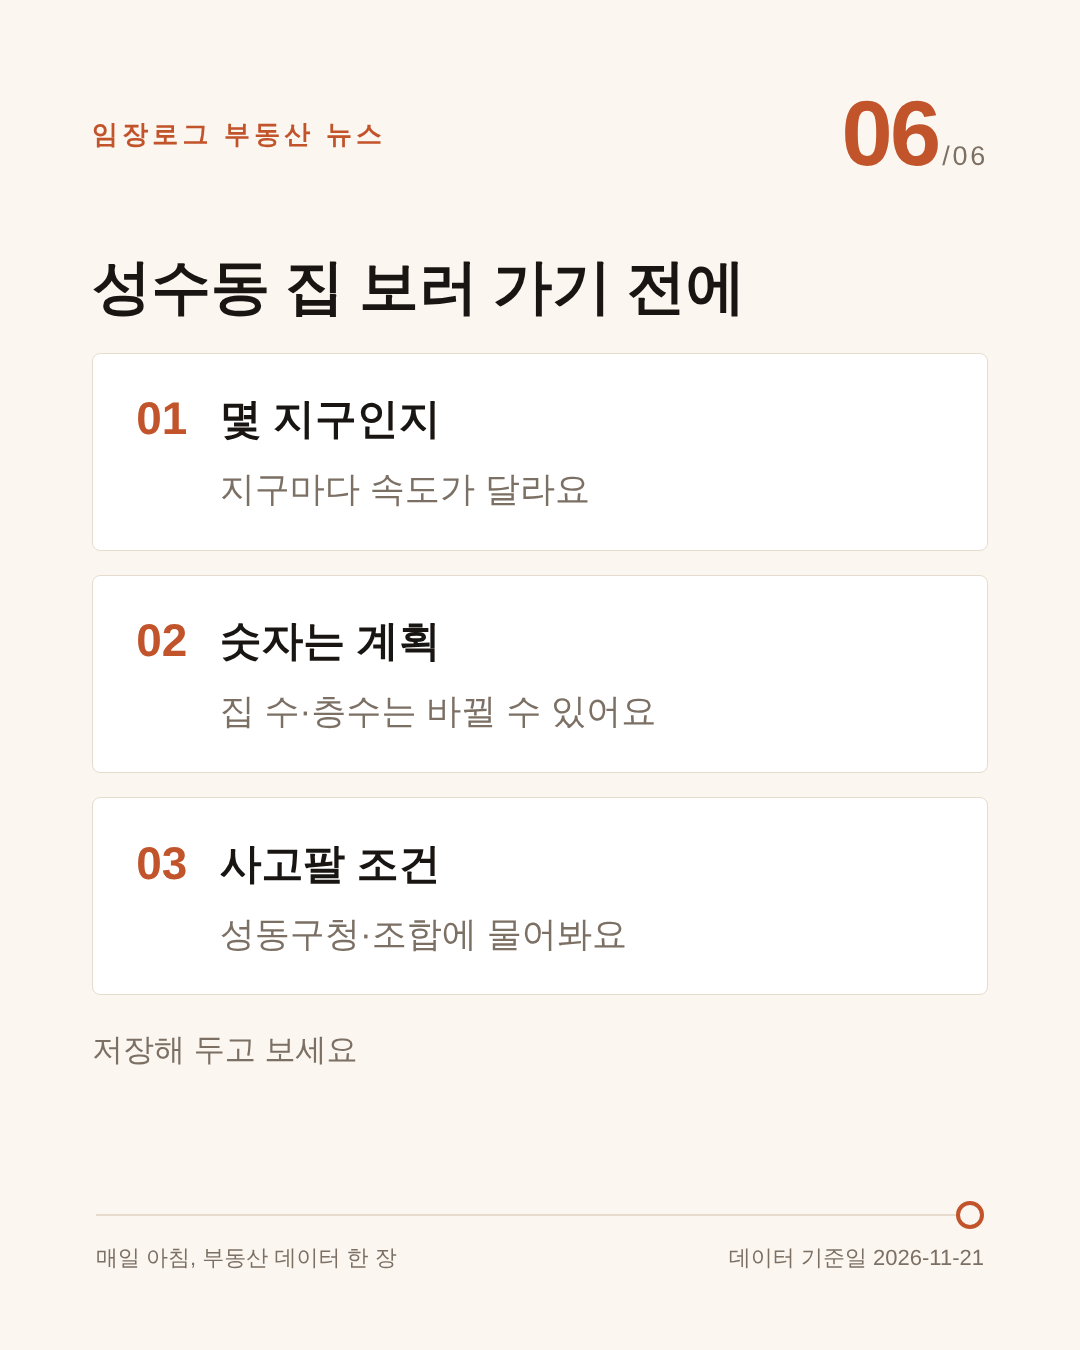 임장로그 부동산 뉴스
06/06
성수동 집 보러 가기 전에
01 몇 지구인지
지구마다 속도가 달라요
02 숫자는 계획
집 수·층수는 바뀔 수 있어요
03 사고팔 조건
성동구청·조합에 물어봐요
저장해 두고 보세요
매일 아침, 부동산 데이터 한 장
데이터 기준일 2026-11-21